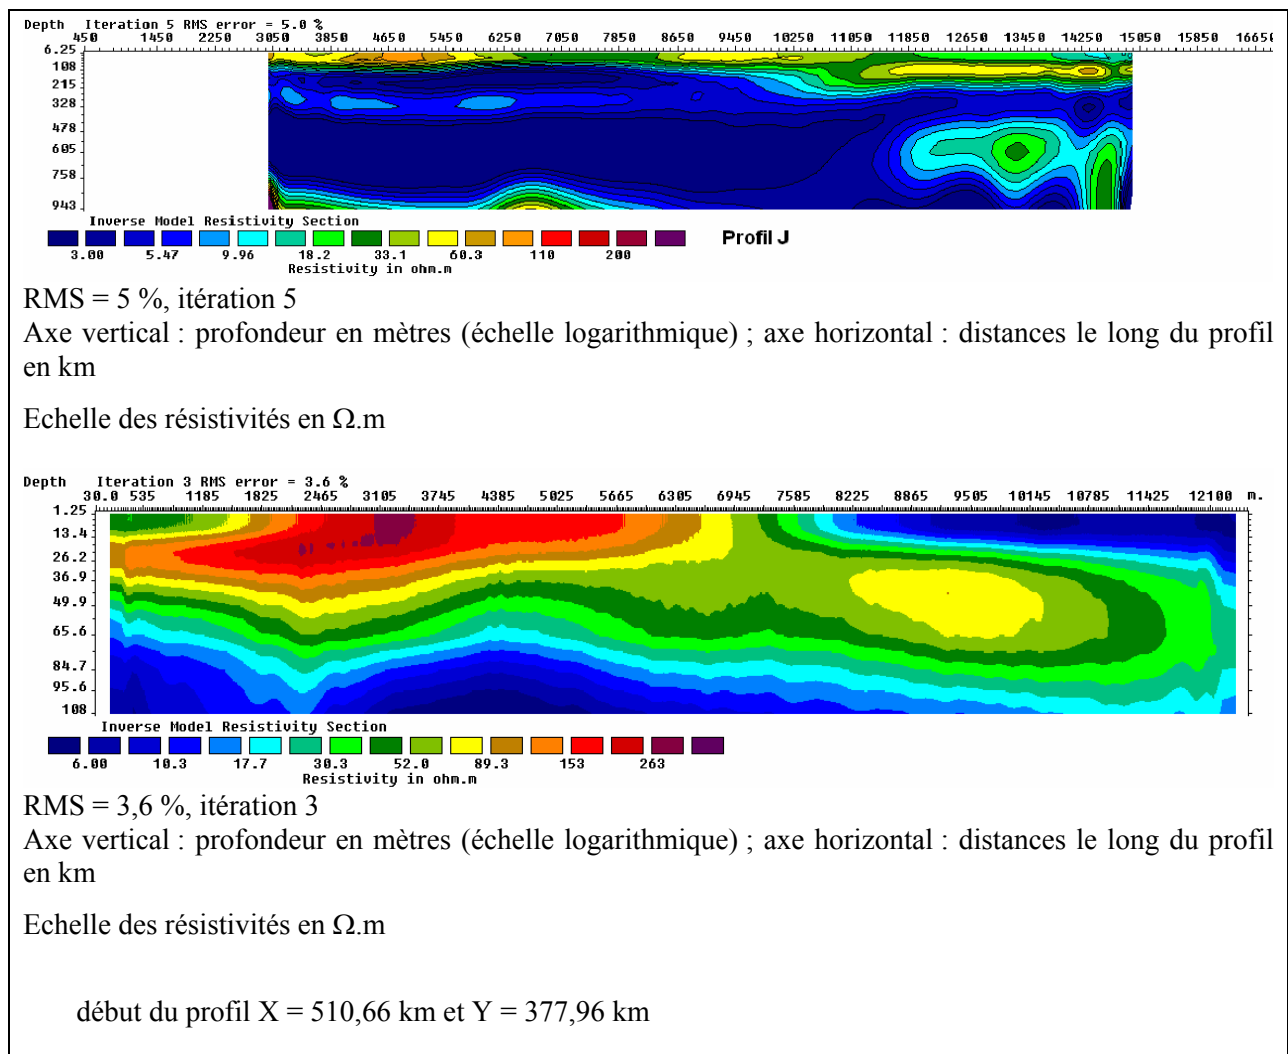 Depth Iteration 5 RMS error = 5.0 %
450 1450 2250 3050 3850 4650 5450 6250 7050 7850 8650 9450 10250 11050 11850 12650 13450 14250 15050 15850 16650
6.25
108
215
328
478
605
758
943
Inverse Model Resistivity Section
3.00 5.47 9.96 18.2 33.1 60.3 110 200
Resistivity in ohm.m
Profil J
RMS = 5 %, itération 5
Axe vertical : profondeur en mètres (échelle logarithmique) ; axe horizontal : distances le long du profil
en km
Echelle des résistivités en Ω.m
Depth Iteration 3 RMS error = 3.6 %
30.0 535 1185 1825 2465 3105 3745 4385 5025 5665 6305 6945 7585 8225 8865 9505 10145 10785 11425 12100 m.
1.25
13.4
26.2
36.9
49.9
65.6
84.7
95.6
108
Inverse Model Resistivity Section
6.00 10.3 17.7 30.3 52.0 89.3 153 263
Resistivity in ohm.m
RMS = 3,6 %, itération 3
Axe vertical : profondeur en mètres (échelle logarithmique) ; axe horizontal : distances le long du profil
en km
Echelle des résistivités en Ω.m
début du profil X = 510,66 km et Y = 377,96 km